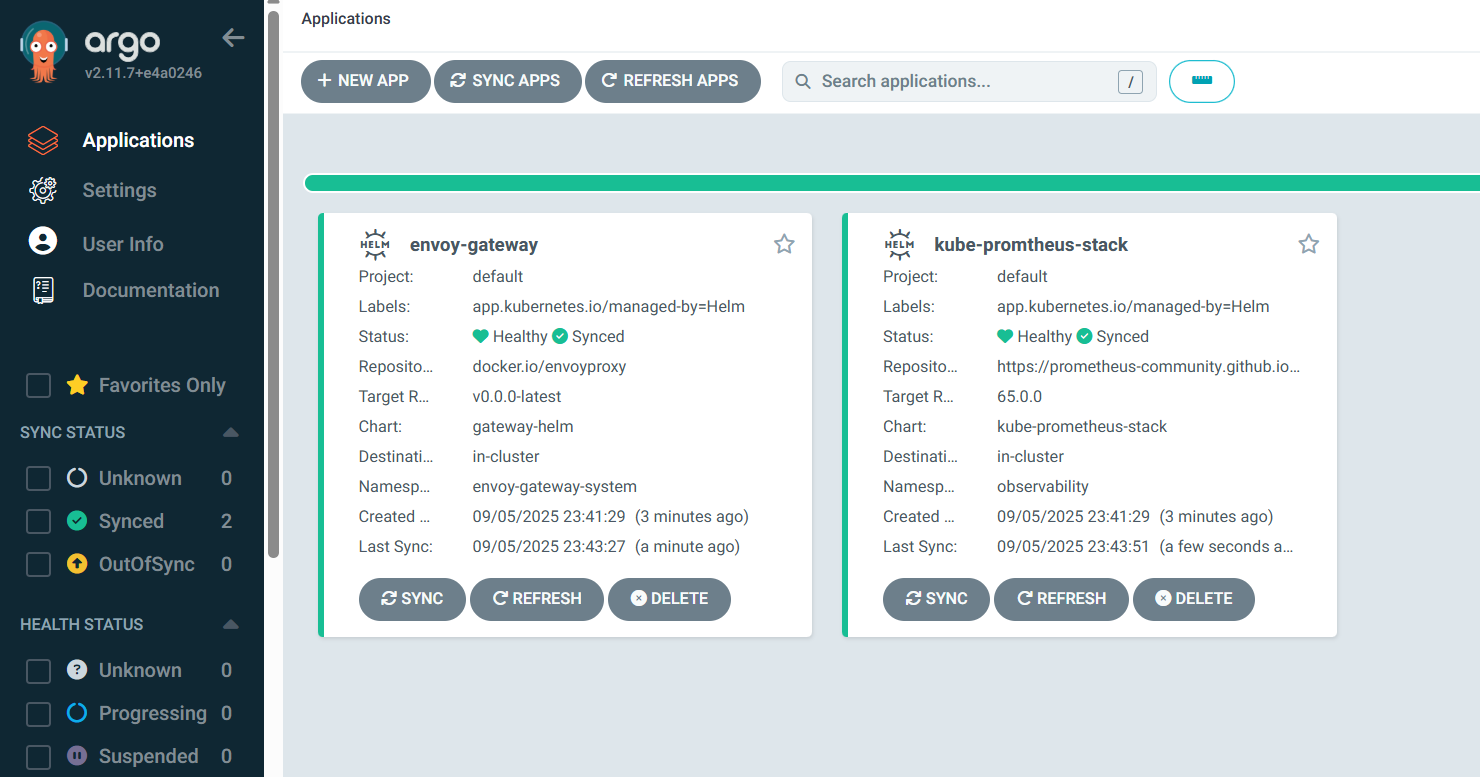 argo
v2.11.7+e4a0246
Applications
Settings
User Info
Documentation
Favorites Only
SYNC STATUS
Unknown 0
Synced 2
OutOfSync 0
HEALTH STATUS
Unknown 0
Progressing 0
Suspended 0
Applications
NEW APP SYNC APPS REFRESH APPS Search applications... /
HELM envoy-gateway
Project: default
Labels: app.kubernetes.io/managed-by=Helm
Status: Healthy Synced
Reposito... docker.io/envoyproxy
Target R... v0.0.0-latest
Chart: gateway-helm
Destinati... in-cluster
Namesp... envoy-gateway-system
Created ... 09/05/2025 23:41:29 (3 minutes ago)
Last Sync: 09/05/2025 23:43:27 (a minute ago)
SYNC REFRESH DELETE
HELM kube-promtheus-stack
Project: default
Labels: app.kubernetes.io/managed-by=Helm
Status: Healthy Synced
Reposito... https://prometheus-community.github.io...
Target R... 65.0.0
Chart: kube-prometheus-stack
Destinati... in-cluster
Namesp... observability
Created ... 09/05/2025 23:41:29 (3 minutes ago)
Last Sync: 09/05/2025 23:43:51 (a few seconds a...
SYNC REFRESH DELETE